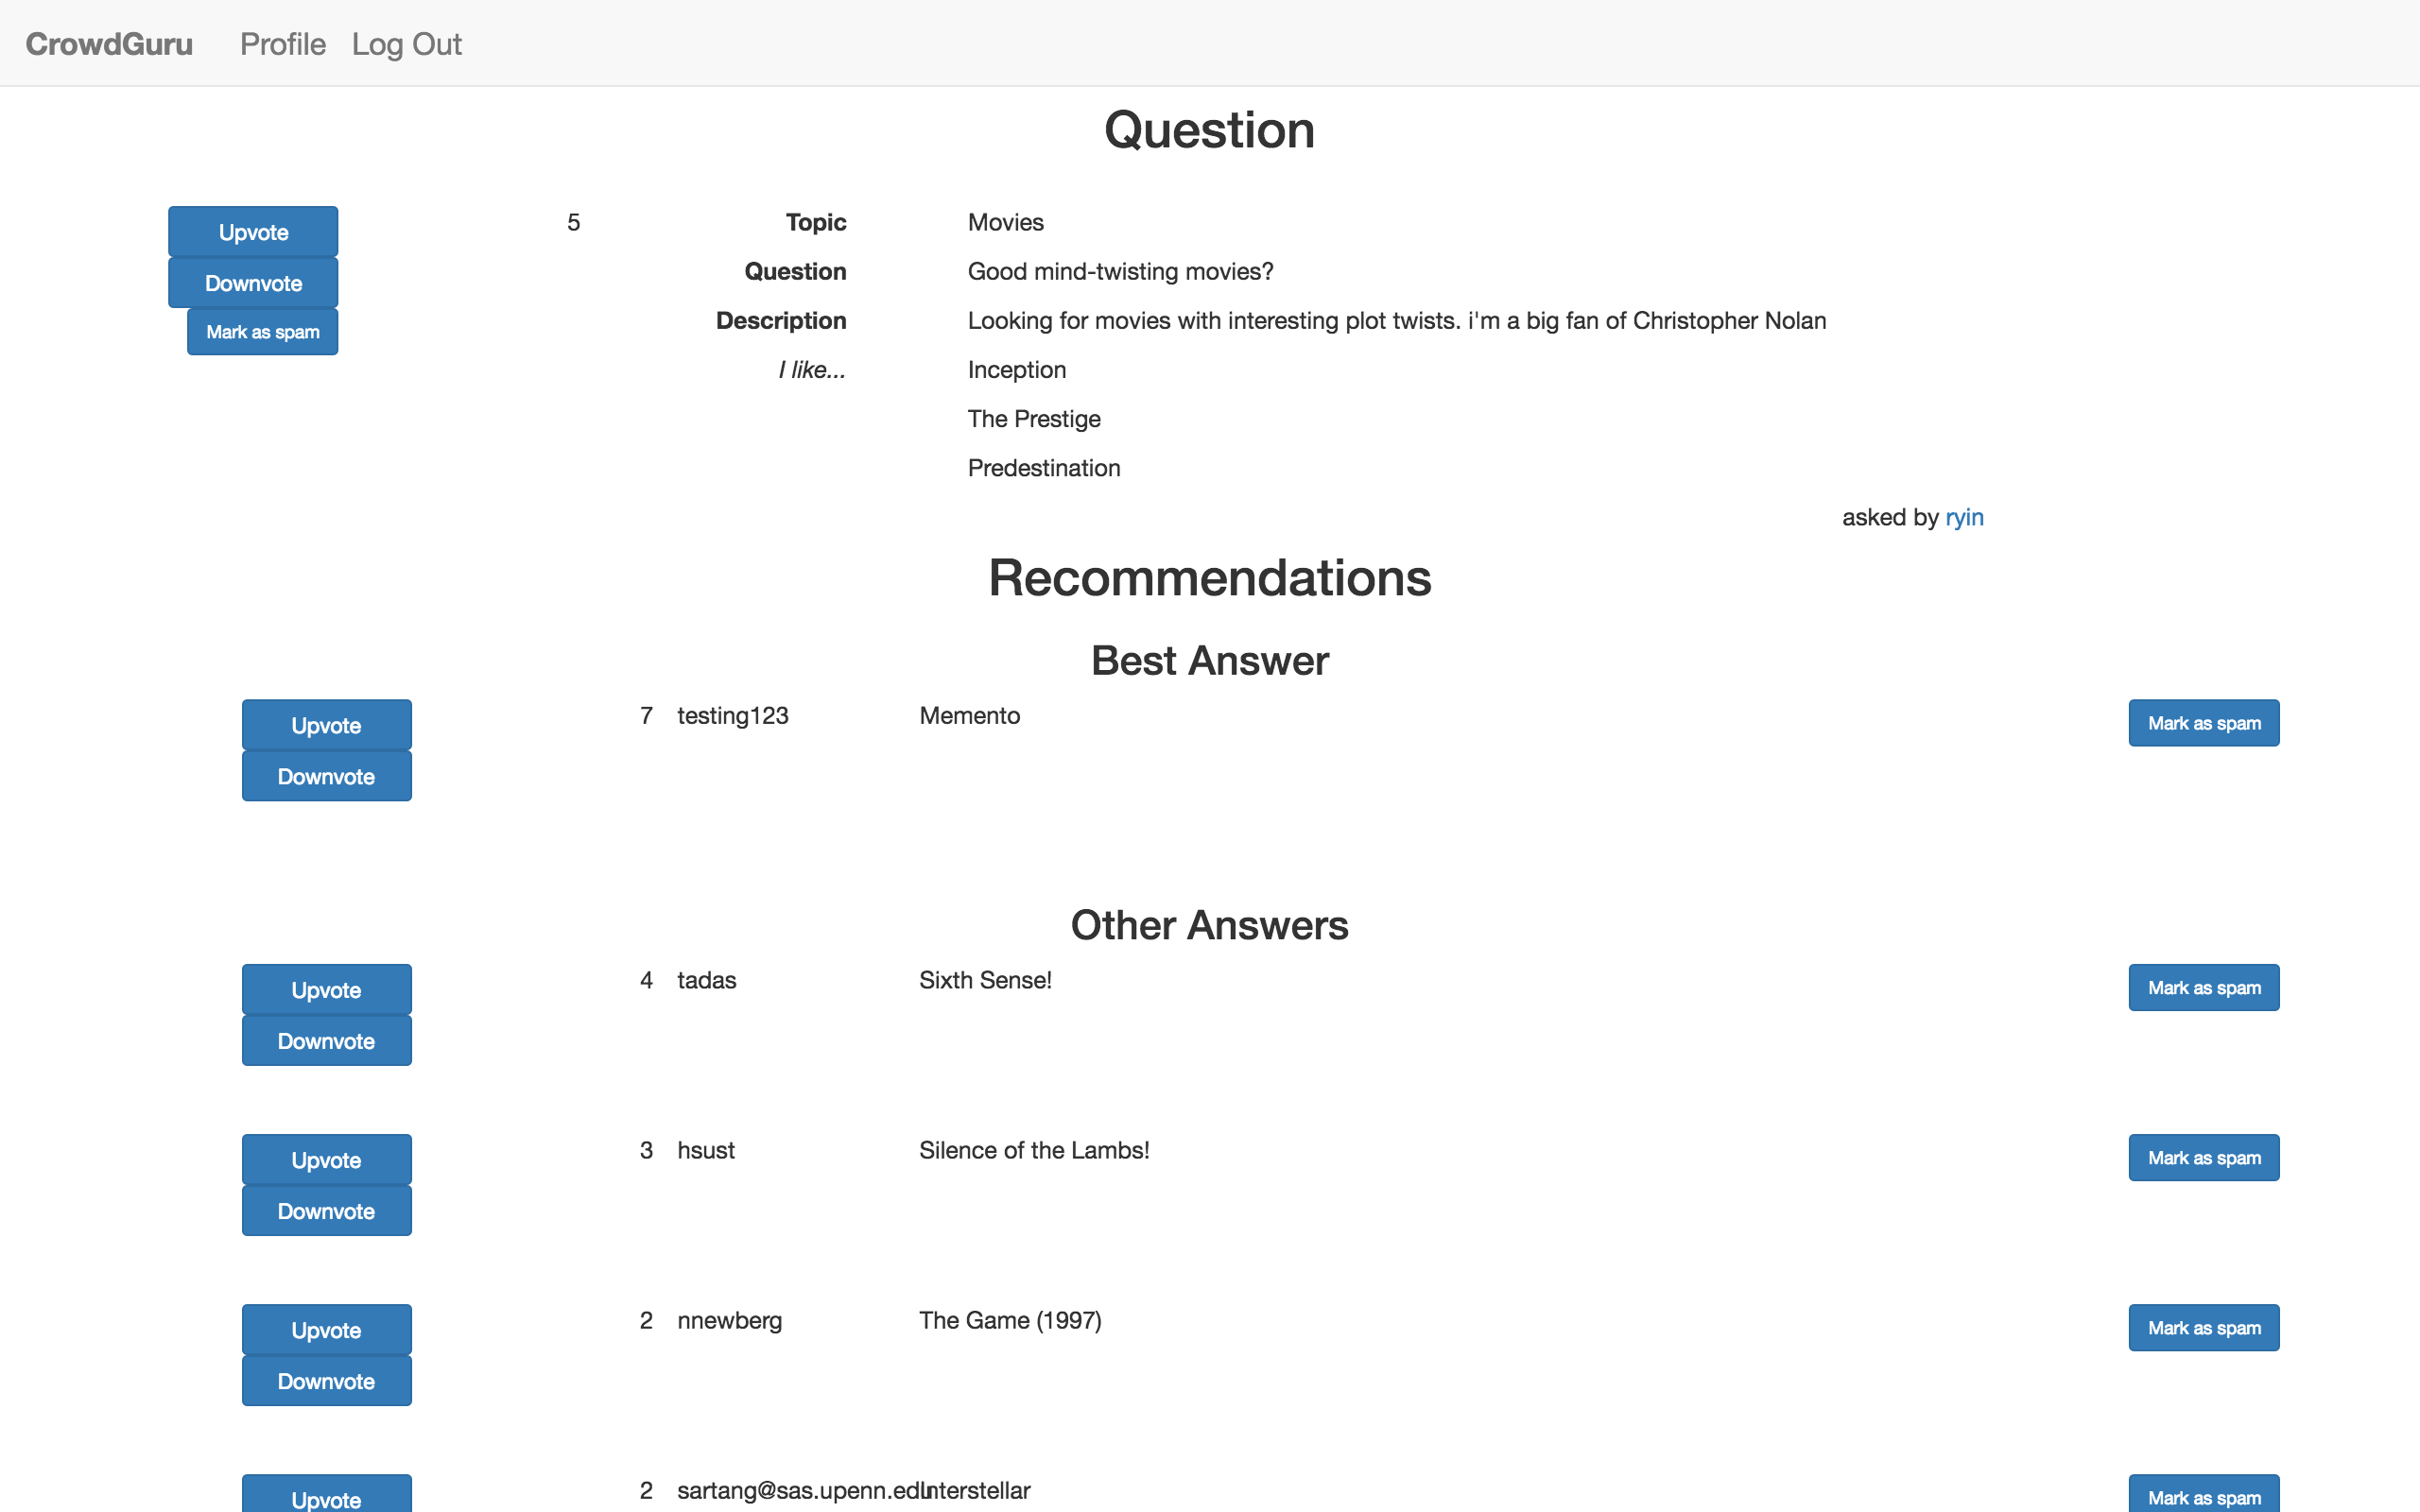 CrowdGuru Profile Log Out
Question
Upvote 5 Topic Movies
Downvote Question Good mind-twisting movies?
Mark as spam Description Looking for movies with interesting plot twists. i'm a big fan of Christopher Nolan
I like... Inception
The Prestige
Predestination
asked by ryin
Recommendations
Best Answer
Upvote 7 testing123 Memento Mark as spam
Downvote
Other Answers
Upvote 4 tadas Sixth Sense! Mark as spam
Downvote
Upvote 3 hsust Silence of the Lambs! Mark as spam
Downvote
Upvote 2 nnewberg The Game (1997) Mark as spam
Downvote
Upvote 2 sartang@sas.upenn.edu Interstellar Mark as spam